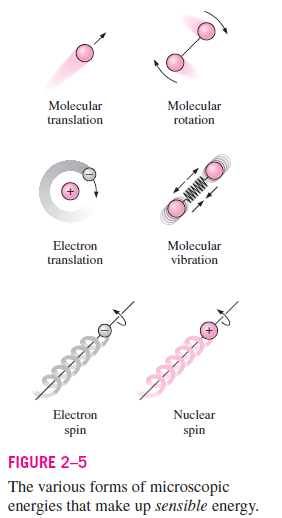 Molecular
translation
Molecular
rotation
−
+
Electron
translation
Molecular
vibration
−
+
Electron
spin
Nuclear
spin
FIGURE 2–5
The various forms of microscopic
energies that make up sensible energy.